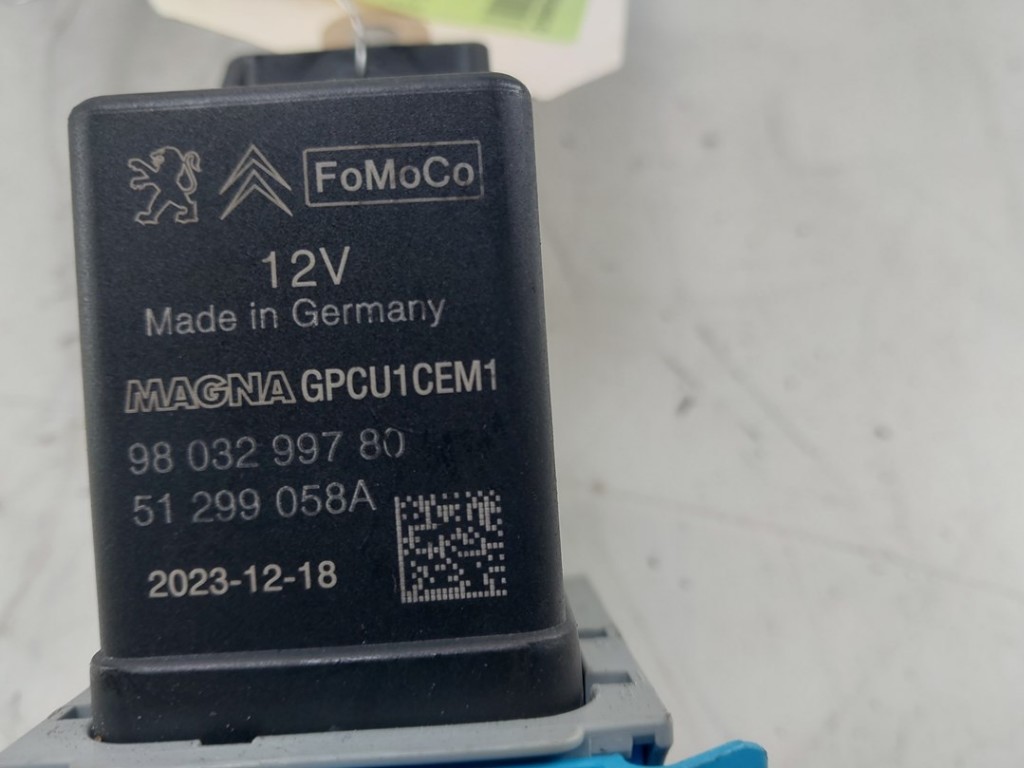 FoMoCo
12V
Made in Germany
MAGNA GPCU1CEM1
98 032 997 80
51 299 058A
2023-12-18